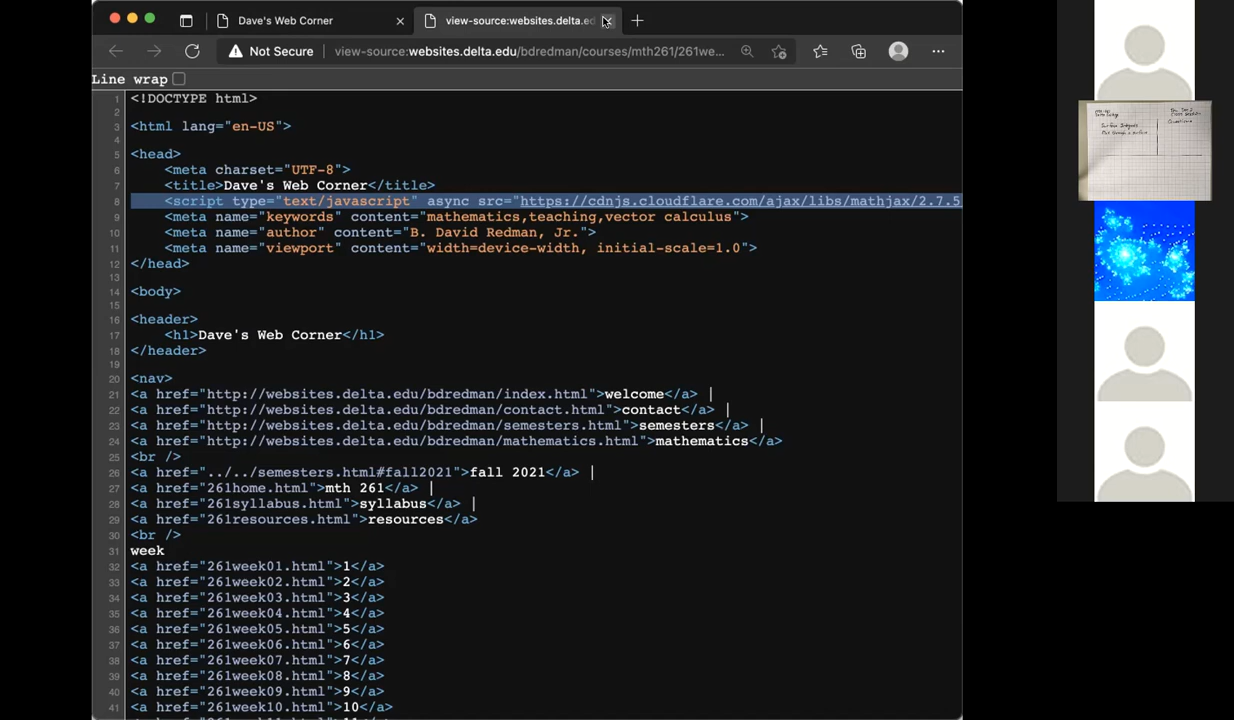 Dave's Web Corner
view-source:websites.delta.ed
Not Secure
view-source:websites.delta.edu/bdredman/courses/mth261/261we...
Line wrap
1 <!DOCTYPE html>
2
3 <html lang="en-US">
4
5 <head>
6 <meta charset="UTF-8">
7 <title>Dave's Web Corner</title>
8 <script type="text/javascript" async src="https://cdnjs.cloudflare.com/ajax/libs/mathjax/2.7.5
9 <meta name="keywords" content="mathematics,teaching,vector calculus">
10 <meta name="author" content="B. David Redman, Jr.">
11 <meta name="viewport" content="width=device-width, initial-scale=1.0">
12 </head>
13
14 <body>
15
16 <header>
17 <h1>Dave's Web Corner</h1>
18 </header>
19
20 <nav>
21 <a href="http://websites.delta.edu/bdredman/index.html">welcome</a> |
22 <a href="http://websites.delta.edu/bdredman/contact.html">contact</a> |
23 <a href="http://websites.delta.edu/bdredman/semesters.html">semesters</a> |
24 <a href="http://websites.delta.edu/bdredman/mathematics.html">mathematics</a>
25 <br />
26 <a href="../../semesters.html#fall2021">fall 2021</a> |
27 <a href="261home.html">mth 261</a> |
28 <a href="261syllabus.html">syllabus</a> |
29 <a href="261resources.html">resources</a>
30 <br />
31 week
32 <a href="261week01.html">1</a>
33 <a href="261week02.html">2</a>
34 <a href="261week03.html">3</a>
35 <a href="261week04.html">4</a>
36 <a href="261week05.html">5</a>
37 <a href="261week06.html">6</a>
38 <a href="261week07.html">7</a>
39 <a href="261week08.html">8</a>
40 <a href="261week09.html">9</a>
41 <a href="261week10.html">10</a>
Surface Integrals
Questions